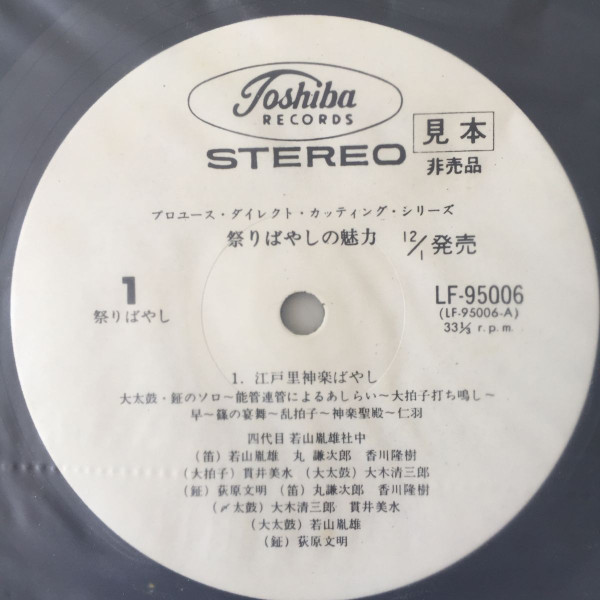 Toshiba
RECORDS
STEREO
見本
非売品
プロユース・ダイレクト・カッティング・シリーズ
祭りばやしの魅力 12/1発売
1
祭りばやし
LF-95006
(LF-95006-A)
33⅓ r.p.m.
1. 江戸里神楽ばやし
大太鼓・鉦のソロ～能管連管によるあしらい～大拍子打ち鳴し～
早～篠の宴舞～乱拍子～神楽聖殿～仁羽
四代目 若山胤雄社中
(笛) 若山胤雄 丸 謙次郎 香川隆樹
(大拍子) 貫井美水 (大太鼓) 大木清三郎
(鉦) 荻原文明 (笛) 丸謙次郎 香川隆樹
(〆太鼓) 大木清三郎 貫井美水
(大太鼓) 若山胤雄
(鉦) 荻原文明